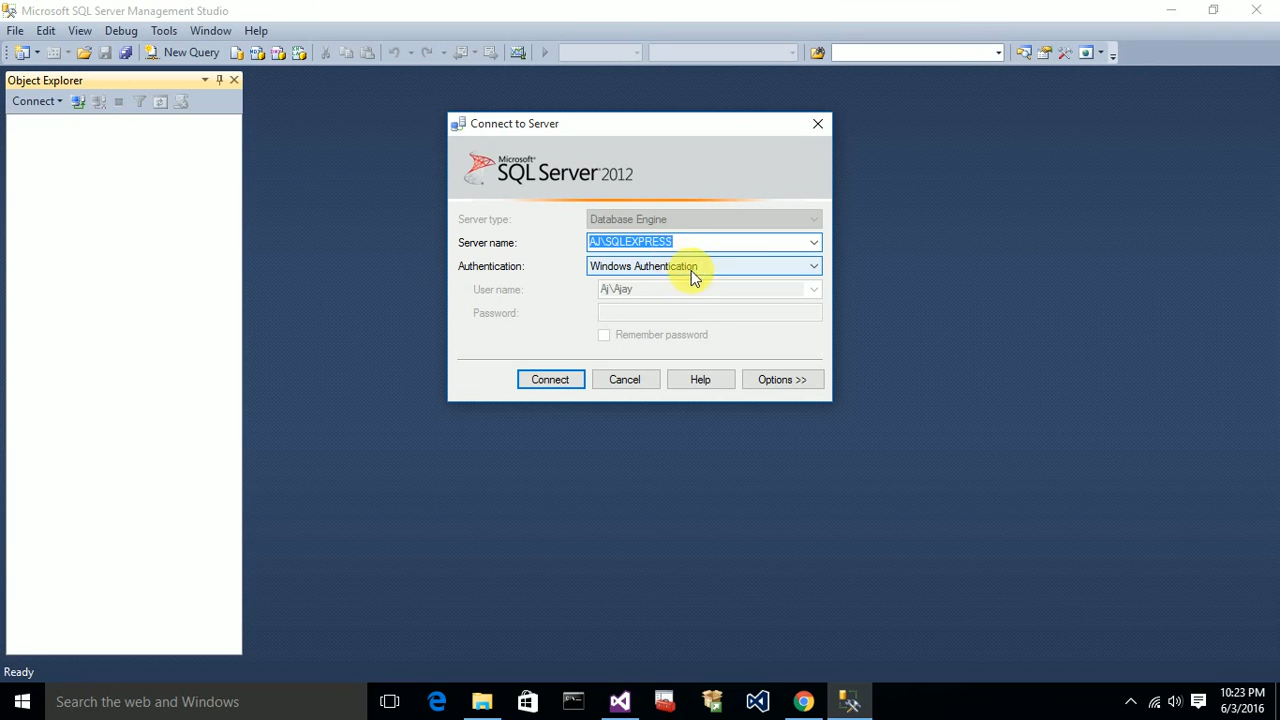 Microsoft SQL Server Management Studio
File Edit View Debug Tools Window Help
New Query
Object Explorer
Connect
Connect to Server
Microsoft®
SQL Server® 2012
Server type: Database Engine
Server name: AJ\SQLEXPRESS
Authentication: Windows Authentication
User name: Aj\Ajay
Password:
Remember password
Connect Cancel Help Options >>
Ready
Search the web and Windows
10:23 PM
6/3/2016